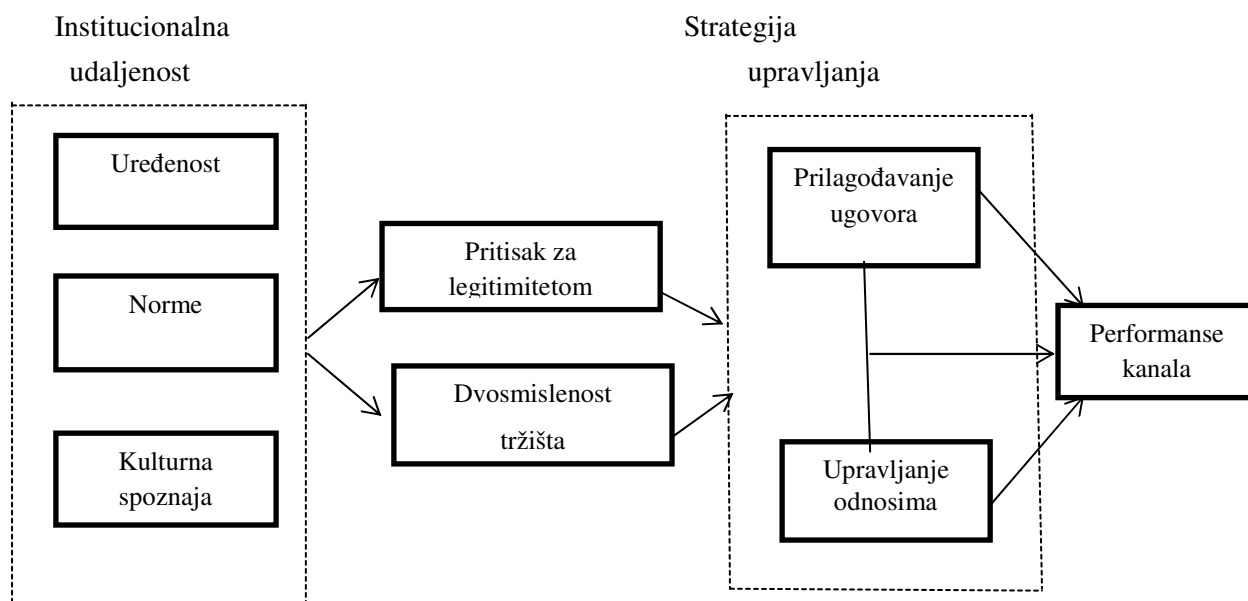 Institucionalna
udaljenost
Strategija
upravljanja
Uređenost
Norme
Kulturna
spoznaja
Pritisak za
legitimitetom
Dvosmislenost
tržišta
Prilagođavanje
ugovora
Upravljanje
odnosima
Performanse
kanala